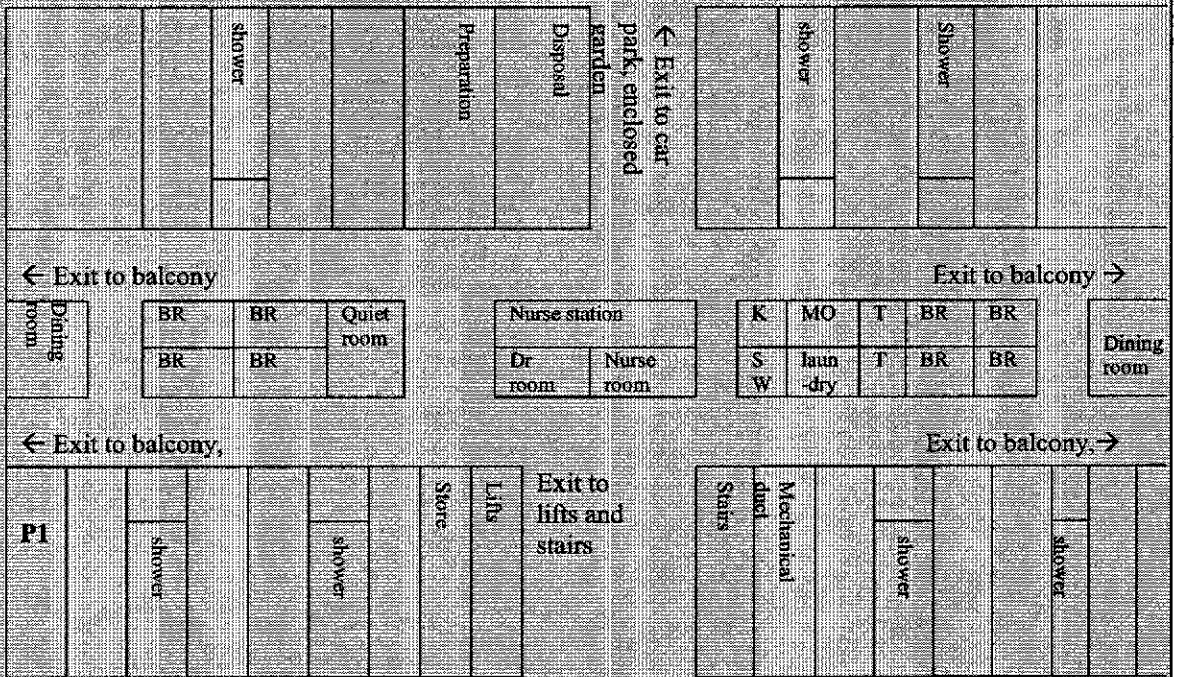 shower
Preparation
Disposal
← Exit to car
park, enclosed
garden
shower
Shower
← Exit to balcony
Exit to balcony →
Dining
room
BR
BR
Quiet
room
BR
BR
Nurse station
Dr
room
Nurse
room
K
MO
T
BR
BR
S
W
laun
-dry
T
BR
BR
Dining
room
← Exit to balcony,
Exit to balcony, →
P1
shower
shower
Store
Lifts
Exit to
lifts and
stairs
Stairs
Mechanical
duct
shower
shower